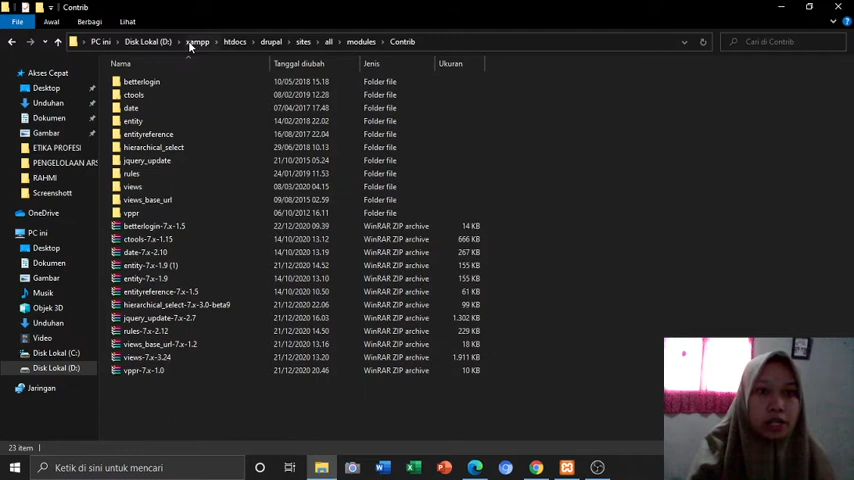 Contrib
File Awal Bagikan Lihat
PC ini Disk Lokal (D:) xampp htdocs drupal sites all modules Contrib Cari di Contrib
Nama Tanggal diubah Jenis Ukuran
Akses Cepat
Desktop
Unduhan
Dokumen
Gambar
ETIKA PROFESI
PENGELOLAAN ARS
RAHMI
Screenshott
OneDrive
PC ini
Desktop
Dokumen
Gambar
Musik
Objek 3D
Unduhan
Video
Disk Lokal (C:)
Disk Lokal (D:)
Jaringan
betterlogin 10/05/2018 15.18 Folder file
ctools 08/02/2019 12.28 Folder file
date 07/04/2017 17.48 Folder file
entity 14/02/2018 22.02 Folder file
entityreference 16/08/2017 22.04 Folder file
hierarchical_select 29/06/2018 10.13 Folder file
jquery_update 21/10/2015 05.24 Folder file
rules 24/01/2019 11.53 Folder file
views 08/03/2020 04.15 Folder file
views_base_url 09/08/2015 02.59 Folder file
vppr 06/10/2012 16.11 Folder file
betterlogin-7.x-1.5 22/12/2020 09.39 WinRAR ZIP archive 14 KB
ctools-7.x-1.15 14/10/2020 13.12 WinRAR ZIP archive 666 KB
date-7.x-2.10 14/10/2020 13.19 WinRAR ZIP archive 267 KB
entity-7.x-1.9 (1) 21/12/2020 14.52 WinRAR ZIP archive 155 KB
entity-7.x-1.9 14/10/2020 13.10 WinRAR ZIP archive 155 KB
entityreference-7.x-1.5 14/10/2020 10.50 WinRAR ZIP archive 61 KB
hierarchical_select-7.x-3.0-beta9 21/12/2020 22.06 WinRAR ZIP archive 99 KB
jquery_update-7.x-2.7 21/12/2020 13.10 WinRAR ZIP archive 1.302 KB
rules-7.x-2.12 21/12/2020 14.50 WinRAR ZIP archive 229 KB
views_base_url-7.x-1.2 21/12/2020 13.16 WinRAR ZIP archive 18 KB
views-7.x-3.24 21/12/2020 13.20 WinRAR ZIP archive 1.911 KB
vppr-7.x-1.0 21/12/2020 20.46 WinRAR ZIP archive 10 KB
23 item
Ketik di sini untuk mencari